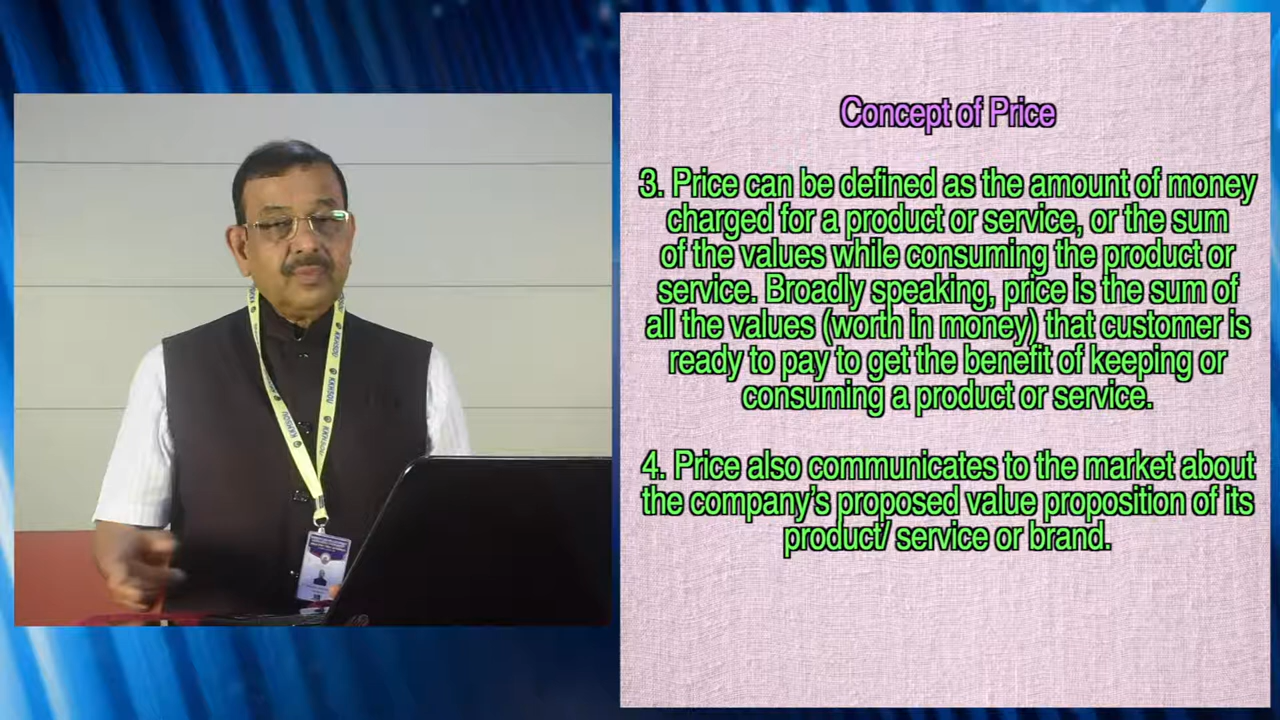 Concept of Price
3. Price can be defined as the amount of money
charged for a product or service, or the sum
of the values while consuming the product or
service. Broadly speaking, price is the sum of
all the values (worth in money) that customer is
ready to pay to get the benefit of keeping or
consuming a product or service.
4. Price also communicates to the market about
the company's proposed value proposition of its
product/ service or brand.
KKHSOU
KKHSOU